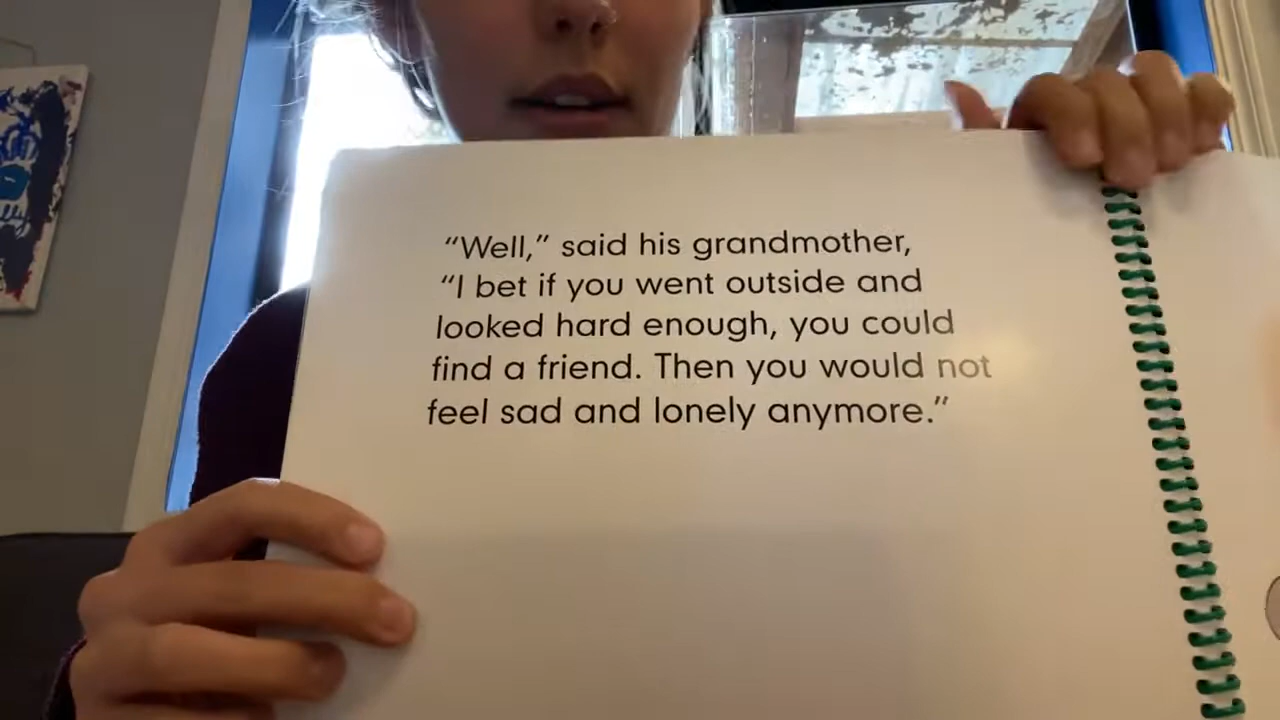 “Well,” said his grandmother,
“I bet if you went outside and
looked hard enough, you could
find a friend. Then you would not
feel sad and lonely anymore.”